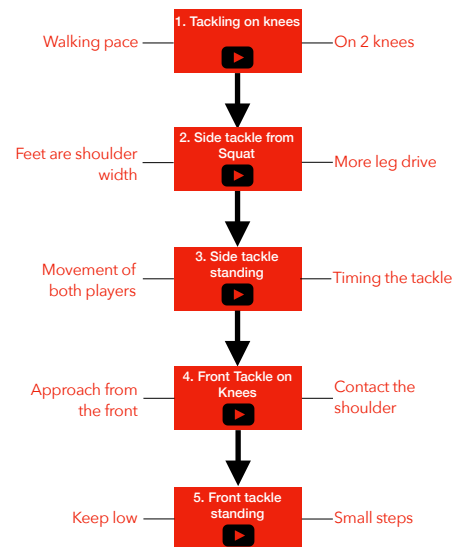 1. Tackling on knees
Walking pace
On 2 knees
2. Side tackle from
Squat
Feet are shoulder
width
More leg drive
3. Side tackle
standing
Movement of
both players
Timing the tackle
4. Front Tackle on
Knees
Approach from
the front
Contact the
shoulder
5. Front tackle
standing
Keep low
Small steps